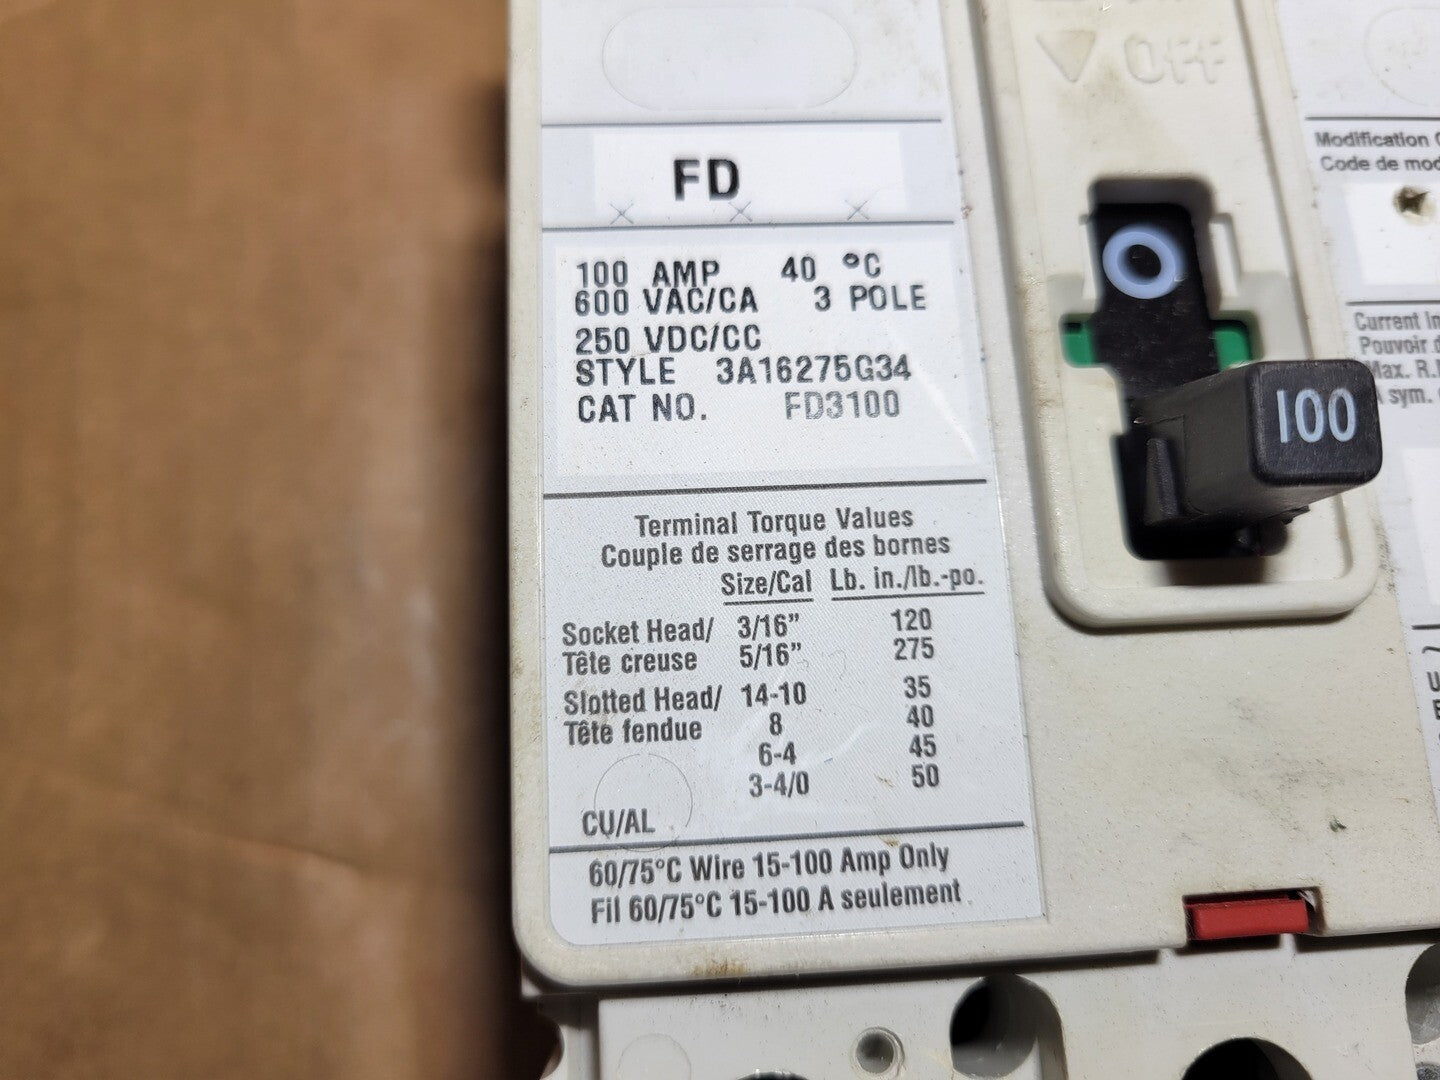 OFF
FD
100 AMP 40 °C
600 VAC/CA 3 POLE
250 VDC/CC
STYLE 3A16275G34
CAT NO. FD3100
Terminal Torque Values
Couple de serrage des bornes
Size/Cal Lb. in./lb.-po.
Socket Head/ 3/16" 120
Tête creuse 5/16" 275
Slotted Head/ 14-10 35
Tête fendue 8 40
6-4 45
3-4/0 50
CU/AL
60/75°C Wire 15-100 Amp Only
Fil 60/75°C 15-100 A seulement
100
Modification
Code de
Current
Pouvoir
Max.
sym.